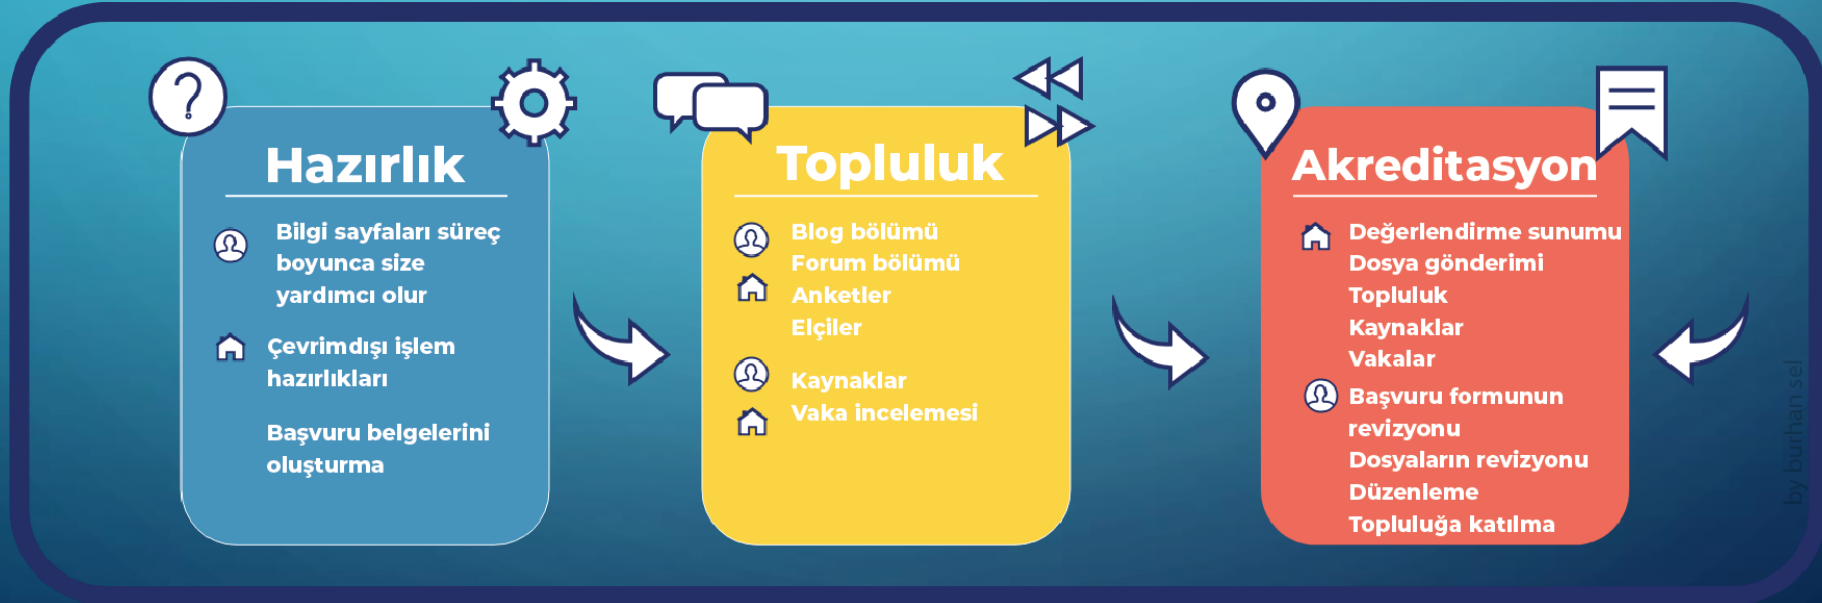 Hazırlık
Bilgi sayfaları süreç
boyunca size
yardımcı olur
Çevrimdışı işlem
hazırlıkları
Başvuru belgelerini
oluşturma
Topluluk
Blog bölümü
Forum bölümü
Anketler
Elçiler
Kaynaklar
Vaka incelemesi
Akreditasyon
Değerlendirme sunumu
Dosya gönderimi
Topluluk
Kaynaklar
Vakalar
Başvuru formunun
revizyonu
Dosyaların revizyonu
Düzenleme
Topluluğa katılma
by burhan sel